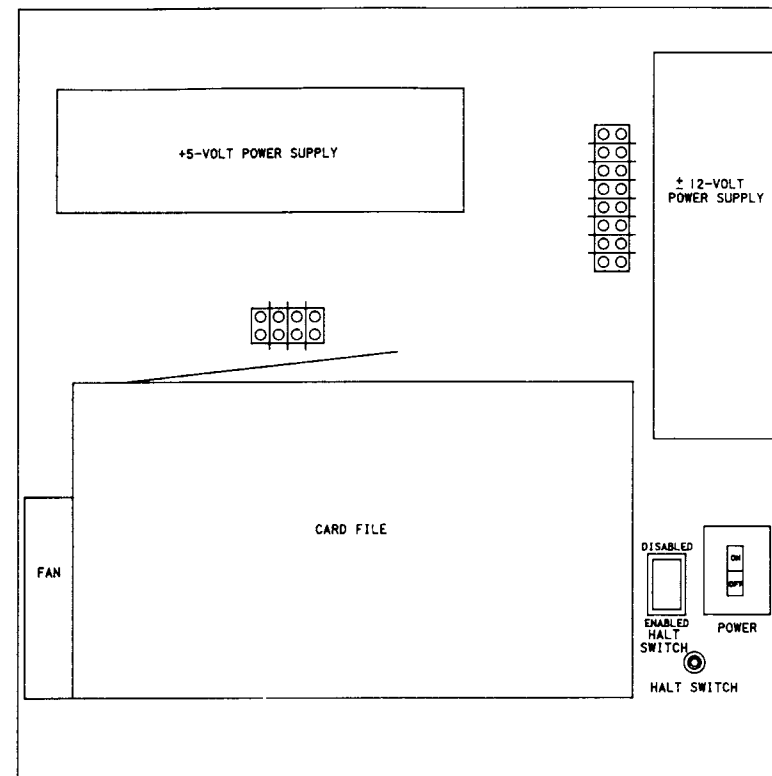 +5-VOLT POWER SUPPLY
± 12-VOLT
POWER SUPPLY
CARD FILE
FAN
DISABLED
ENABLED
HALT
SWITCH
ON
OFF
POWER
HALT SWITCH